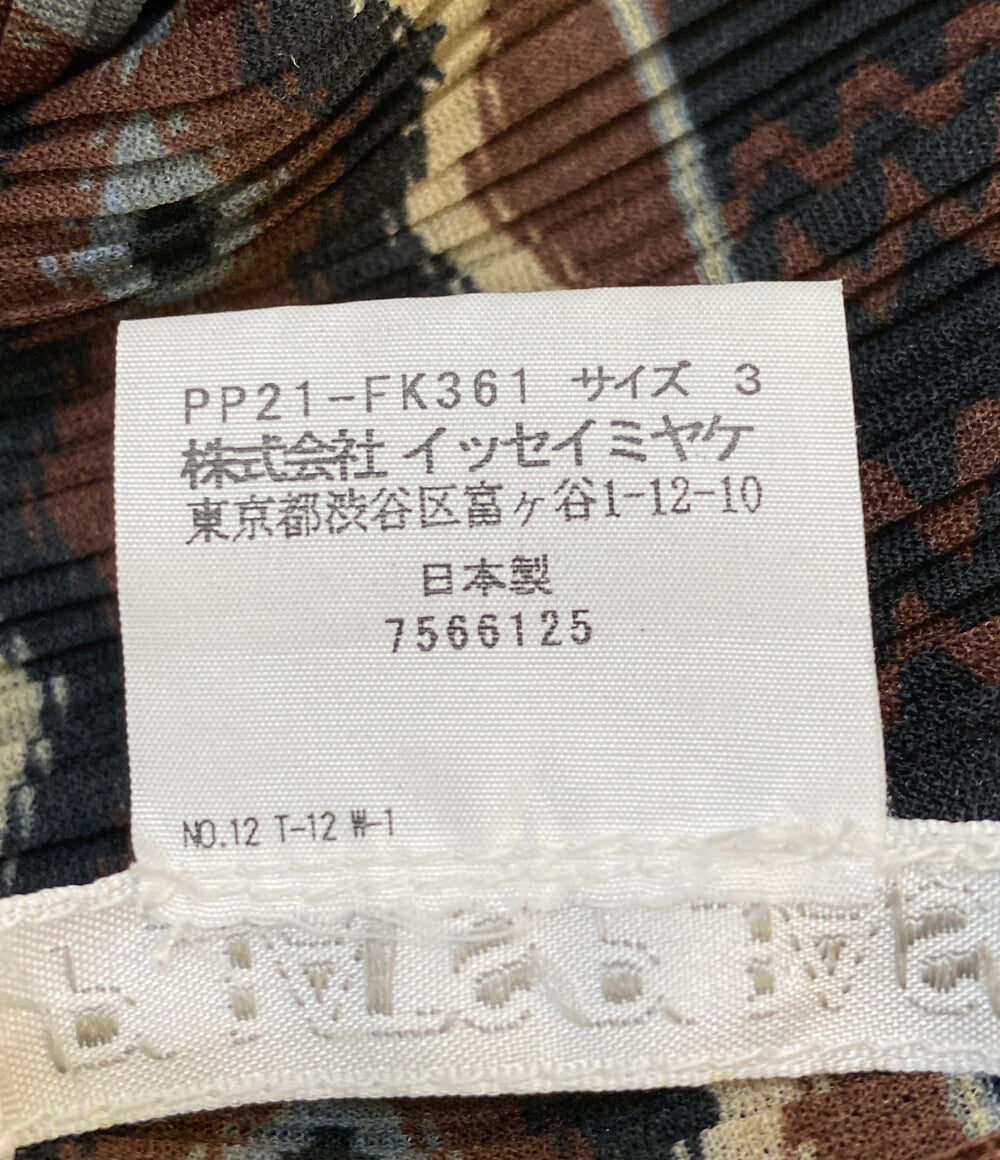 PP21-FK361 サイズ 3
株式会社 イッセイミヤケ
東京都渋谷区富ヶ谷1-12-10
日本製
7566125
NO.12 T-12 W-1